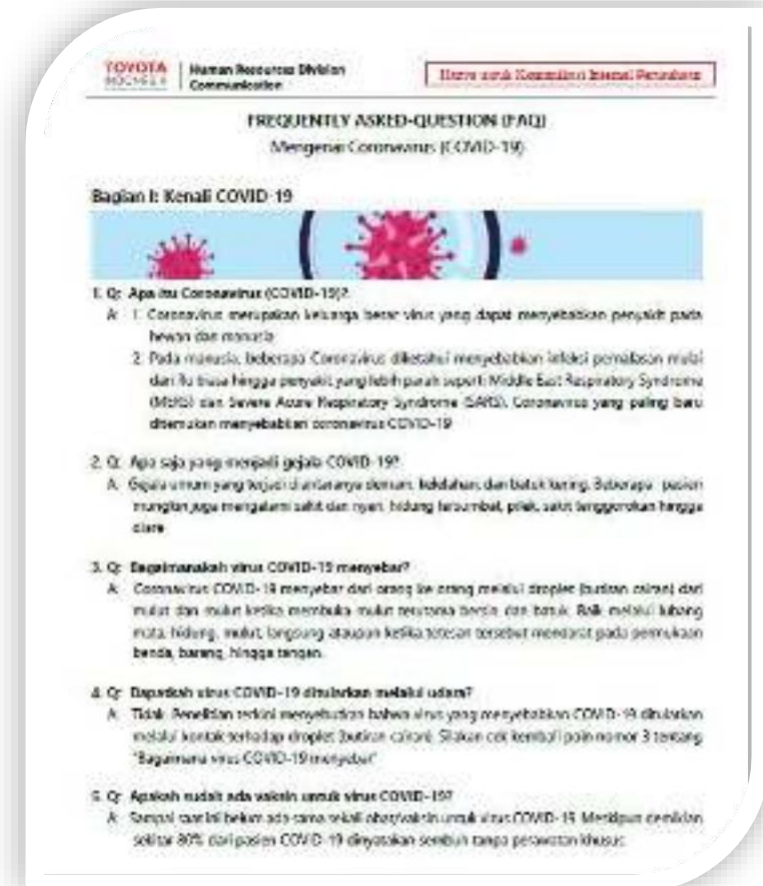 TOYOTA
INDONESIA
Human Resources Division
Communication
Hanya untuk Komunikasi Internal Perusahaan
FREQUENTLY ASKED-QUESTION (FAQ)
Mengenai Coronavirus (COVID-19)
Bagian I: Kenali COVID-19
1. Q: Apa itu Coronavirus (COVID-19)?
A: 1. Coronavirus merupakan keluarga besar virus yang dapat menyebabkan penyakit pada
hewan dan manusia
2. Pada manusia, beberapa Coronavirus diketahui menyebabkan infeksi pernafasan mulai
dari flu biasa hingga penyakit yang lebih parah seperti Middle East Respiratory Syndrome
(MERS) dan Severe Acute Respiratory Syndrome (SARS). Coronavirus yang paling baru
ditemukan menyebabkan coronavirus COVID-19
2. Q: Apa saja yang menjadi gejala COVID-19?
A: Gejala umum yang terjadi diantaranya demam, kelelahan, dan batuk kering. Beberapa pasien
mungkin juga mengalami sakit dan nyeri, hidung tersumbat, pilek, sakit tenggorokan hingga
diare
3. Q: Bagaimanakah virus COVID-19 menyebar?
A: Coronavirus COVID-19 menyebar dari orang ke orang melalui droplet (butiran cairan) dari
mulut dan mulut ketika membuka mulut terutama bersin dan batuk. Baik melalui lubang
mata, hidung, mulut, langsung ataupun ketika tetesan tersebut mendarat pada permukaan
benda, barang, hingga tangan.
4. Q: Dapatkah virus COVID-19 ditularkan melalui udara?
A: Tidak. Penelitian terkini menyebutkan bahwa virus yang menyebabkan COVID-19 ditularkan
melalui kontak terhadap droplet (butiran cairan). Silakan cek kembali poin nomor 3 tentang
"Bagaimana virus COVID-19 menyebar"
5. Q: Apakah sudah ada vaksin untuk virus COVID-19?
A: Sampai saat ini belum ada sama sekali obat/vaksin untuk virus COVID-19. Meskipun demikian
sekitar 80% dari pasien COVID-19 dinyatakan sembuh tanpa perawatan khusus